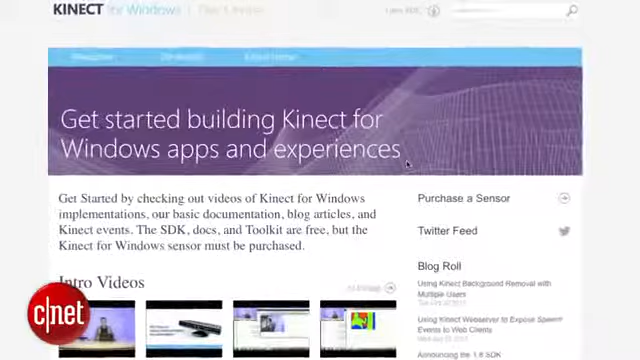 KINECT for Windows
Get started building Kinect for
Windows apps and experiences
Get Started by checking out videos of Kinect for Windows
implementations, our basic documentation, blog articles, and
Kinect events. The SDK, docs, and Toolkit are free, but the
Kinect for Windows sensor must be purchased.
Intro Videos
Purchase a Sensor
Twitter Feed
Blog Roll
Using Kinect Background Removal with
Multiple Users
Using Kinect Webserver to Expose Speech
Events to Web Clients
Announcing the 1.8 SDK
c|net